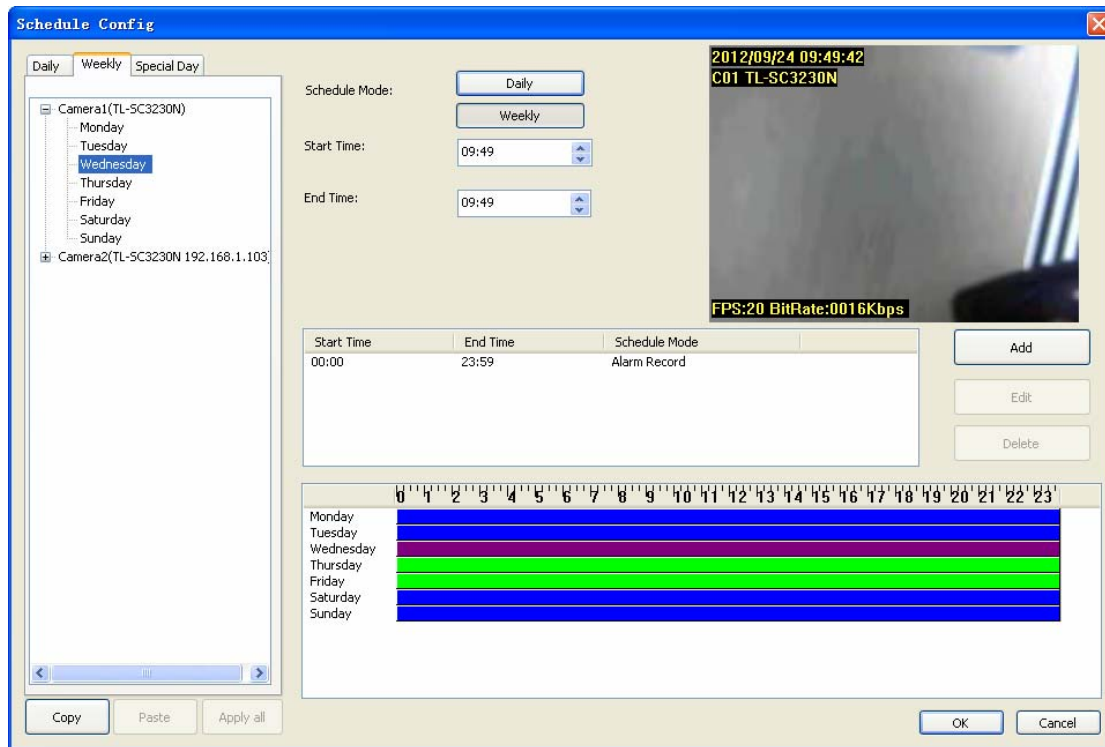 Schedule Config
Daily Weekly Special Day
Camera1(TL-SC3230N)
Monday
Tuesday
Wednesday
Thursday
Friday
Saturday
Sunday
Camera2(TL-SC3230N 192.168.1.103)
Copy Paste Apply all
Schedule Mode:
Daily
Weekly
Start Time:
09:49
End Time:
09:49
2012/09/24 09:49:42
C01 TL-SC3230N
FPS:20 BitRate:0016Kbps
Start Time End Time Schedule Mode
00:00 23:59 Alarm Record
Add
Edit
Delete
0 1 2 3 4 5 6 7 8 9 10 11 12 13 14 15 16 17 18 19 20 21 22 23
Monday
Tuesday
Wednesday
Thursday
Friday
Saturday
Sunday
OK Cancel